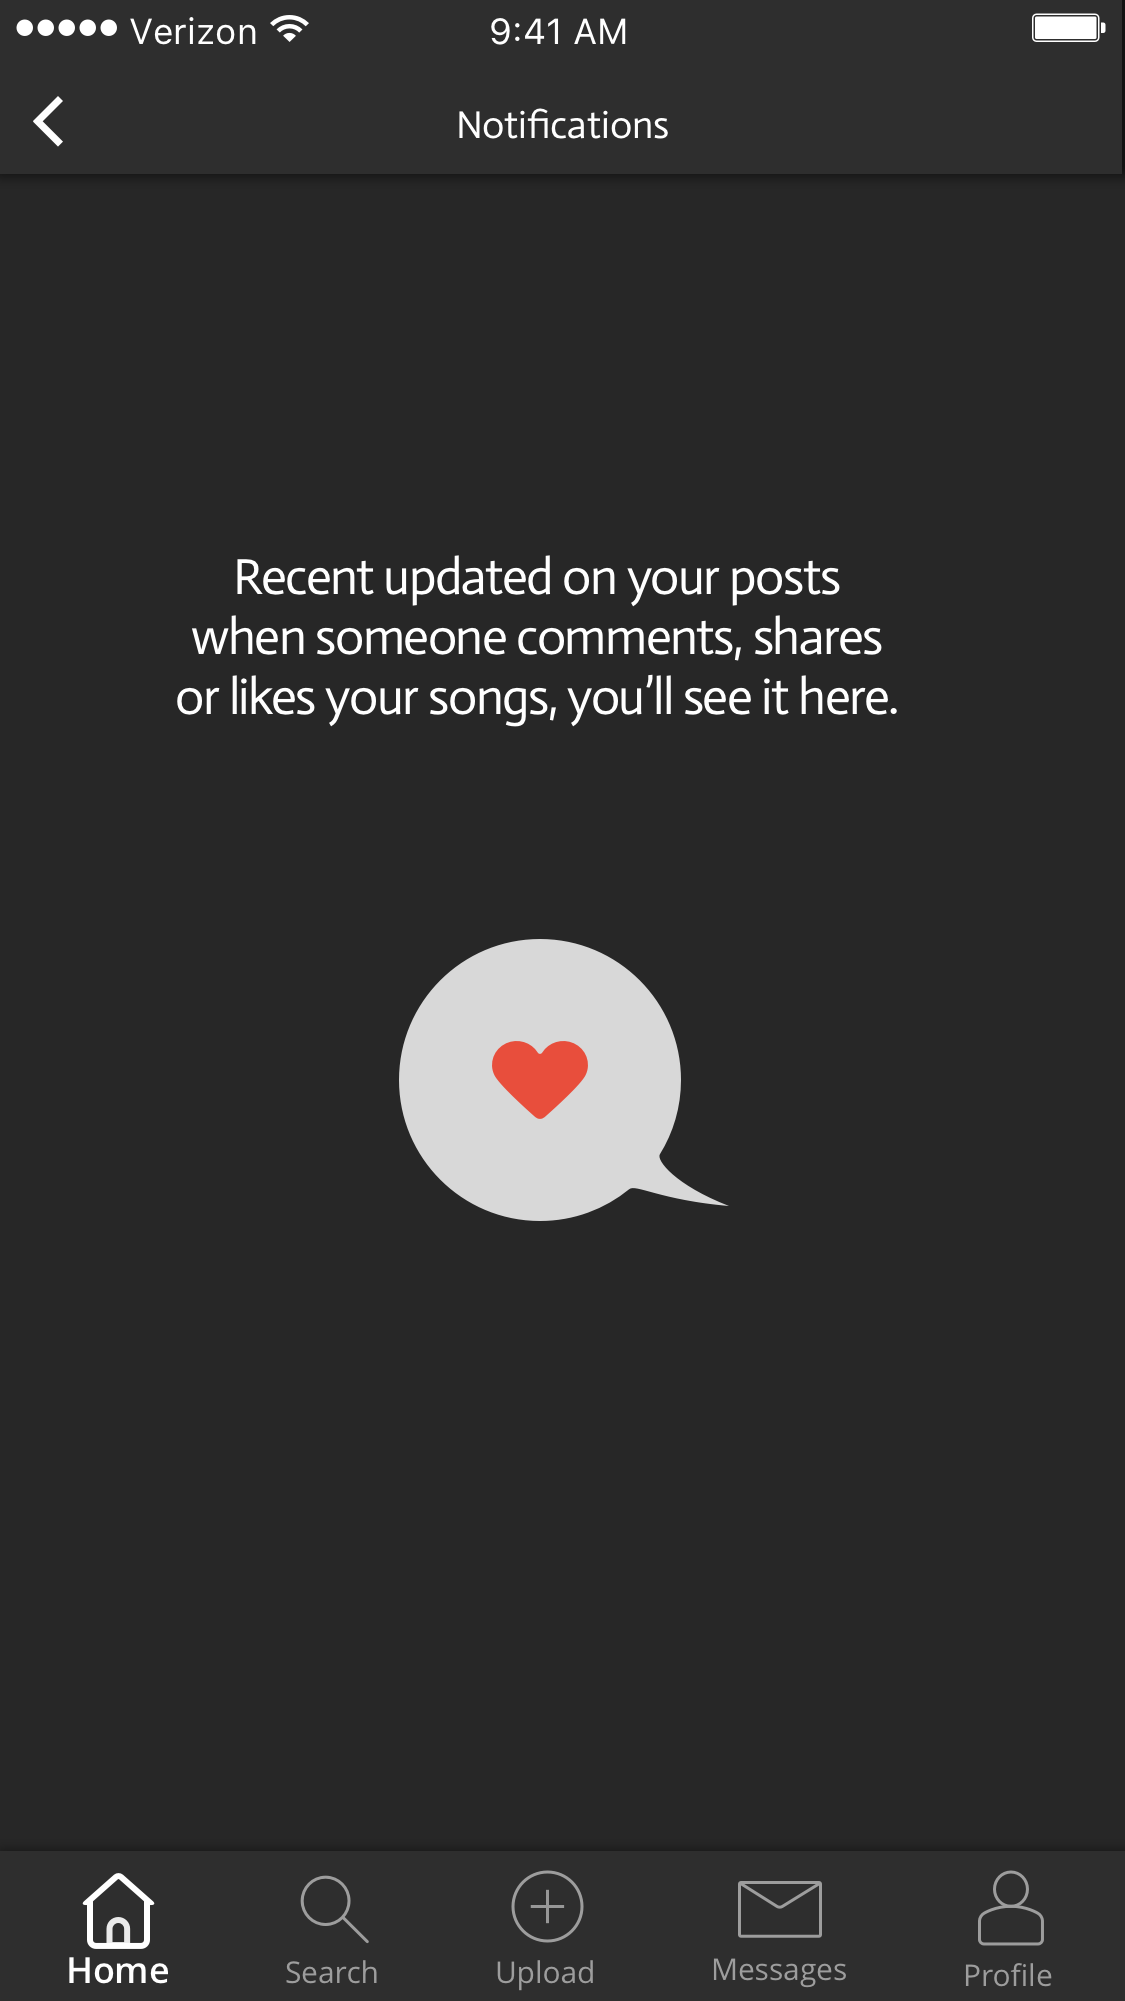 Verizon 9:41 AM
Notifications
Recent updated on your posts
when someone comments, shares
or likes your songs, you’ll see it here.
Home Search Upload Messages Profile